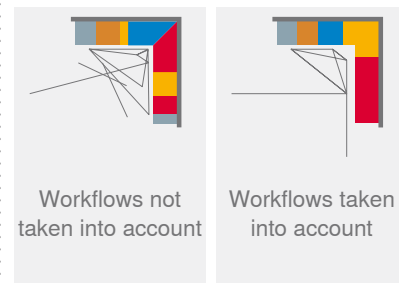 Workflows not
taken into account
Workflows taken
into account